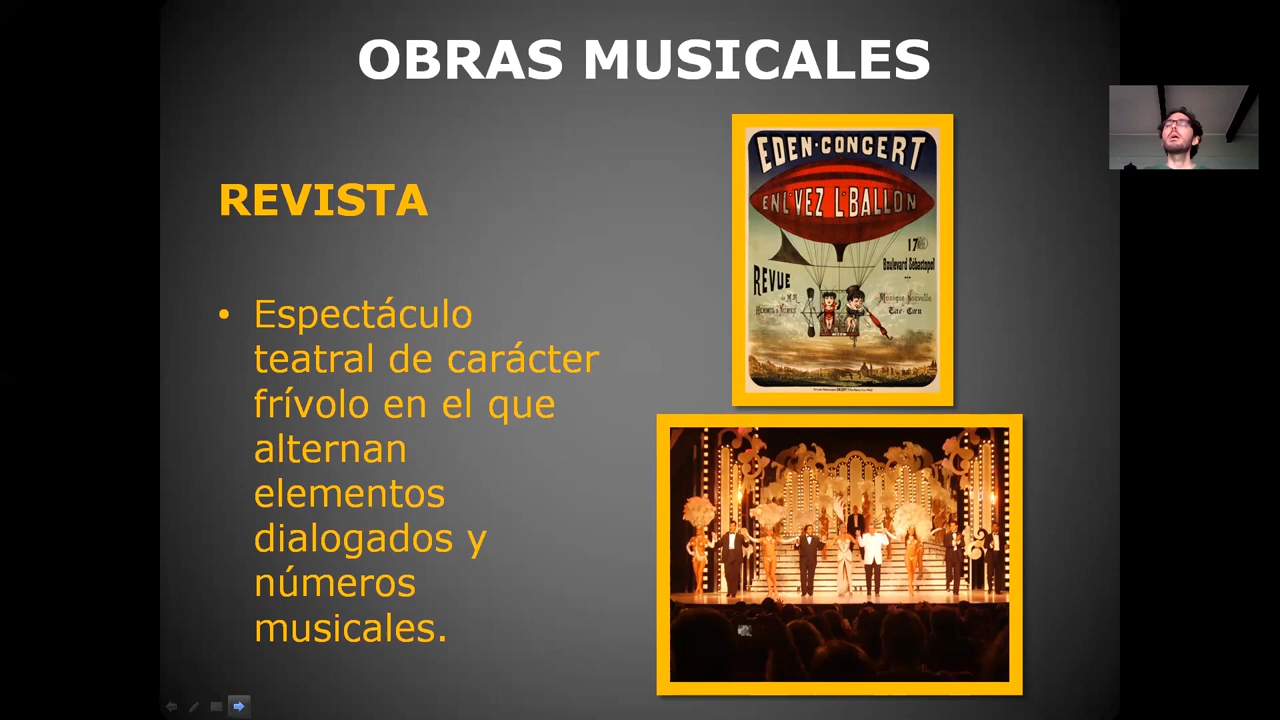 OBRAS MUSICALES
REVISTA
• Espectáculo
teatral de carácter
frívolo en el que
alternan
elementos
dialogados y
números
musicales.
EDEN-CONCERT
ENL'VEZ L'BALLON
17
Boulevard Sébastopol
REVUE
Musique Nouvelle